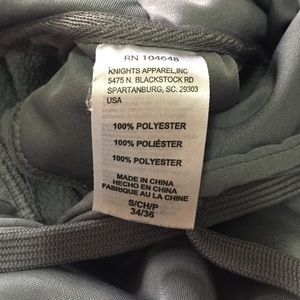 RN 104648
KNIGHTS APPAREL,INC
5475 N. BLACKSTOCK RD
SPARTANBURG, SC. 29303
USA
100% POLYESTER
100% POLIÉSTER
100% POLYESTER
MADE IN CHINA
HECHO EN CHINA
FABRIQUE AU LA CHINE
S/CH/P
34/36